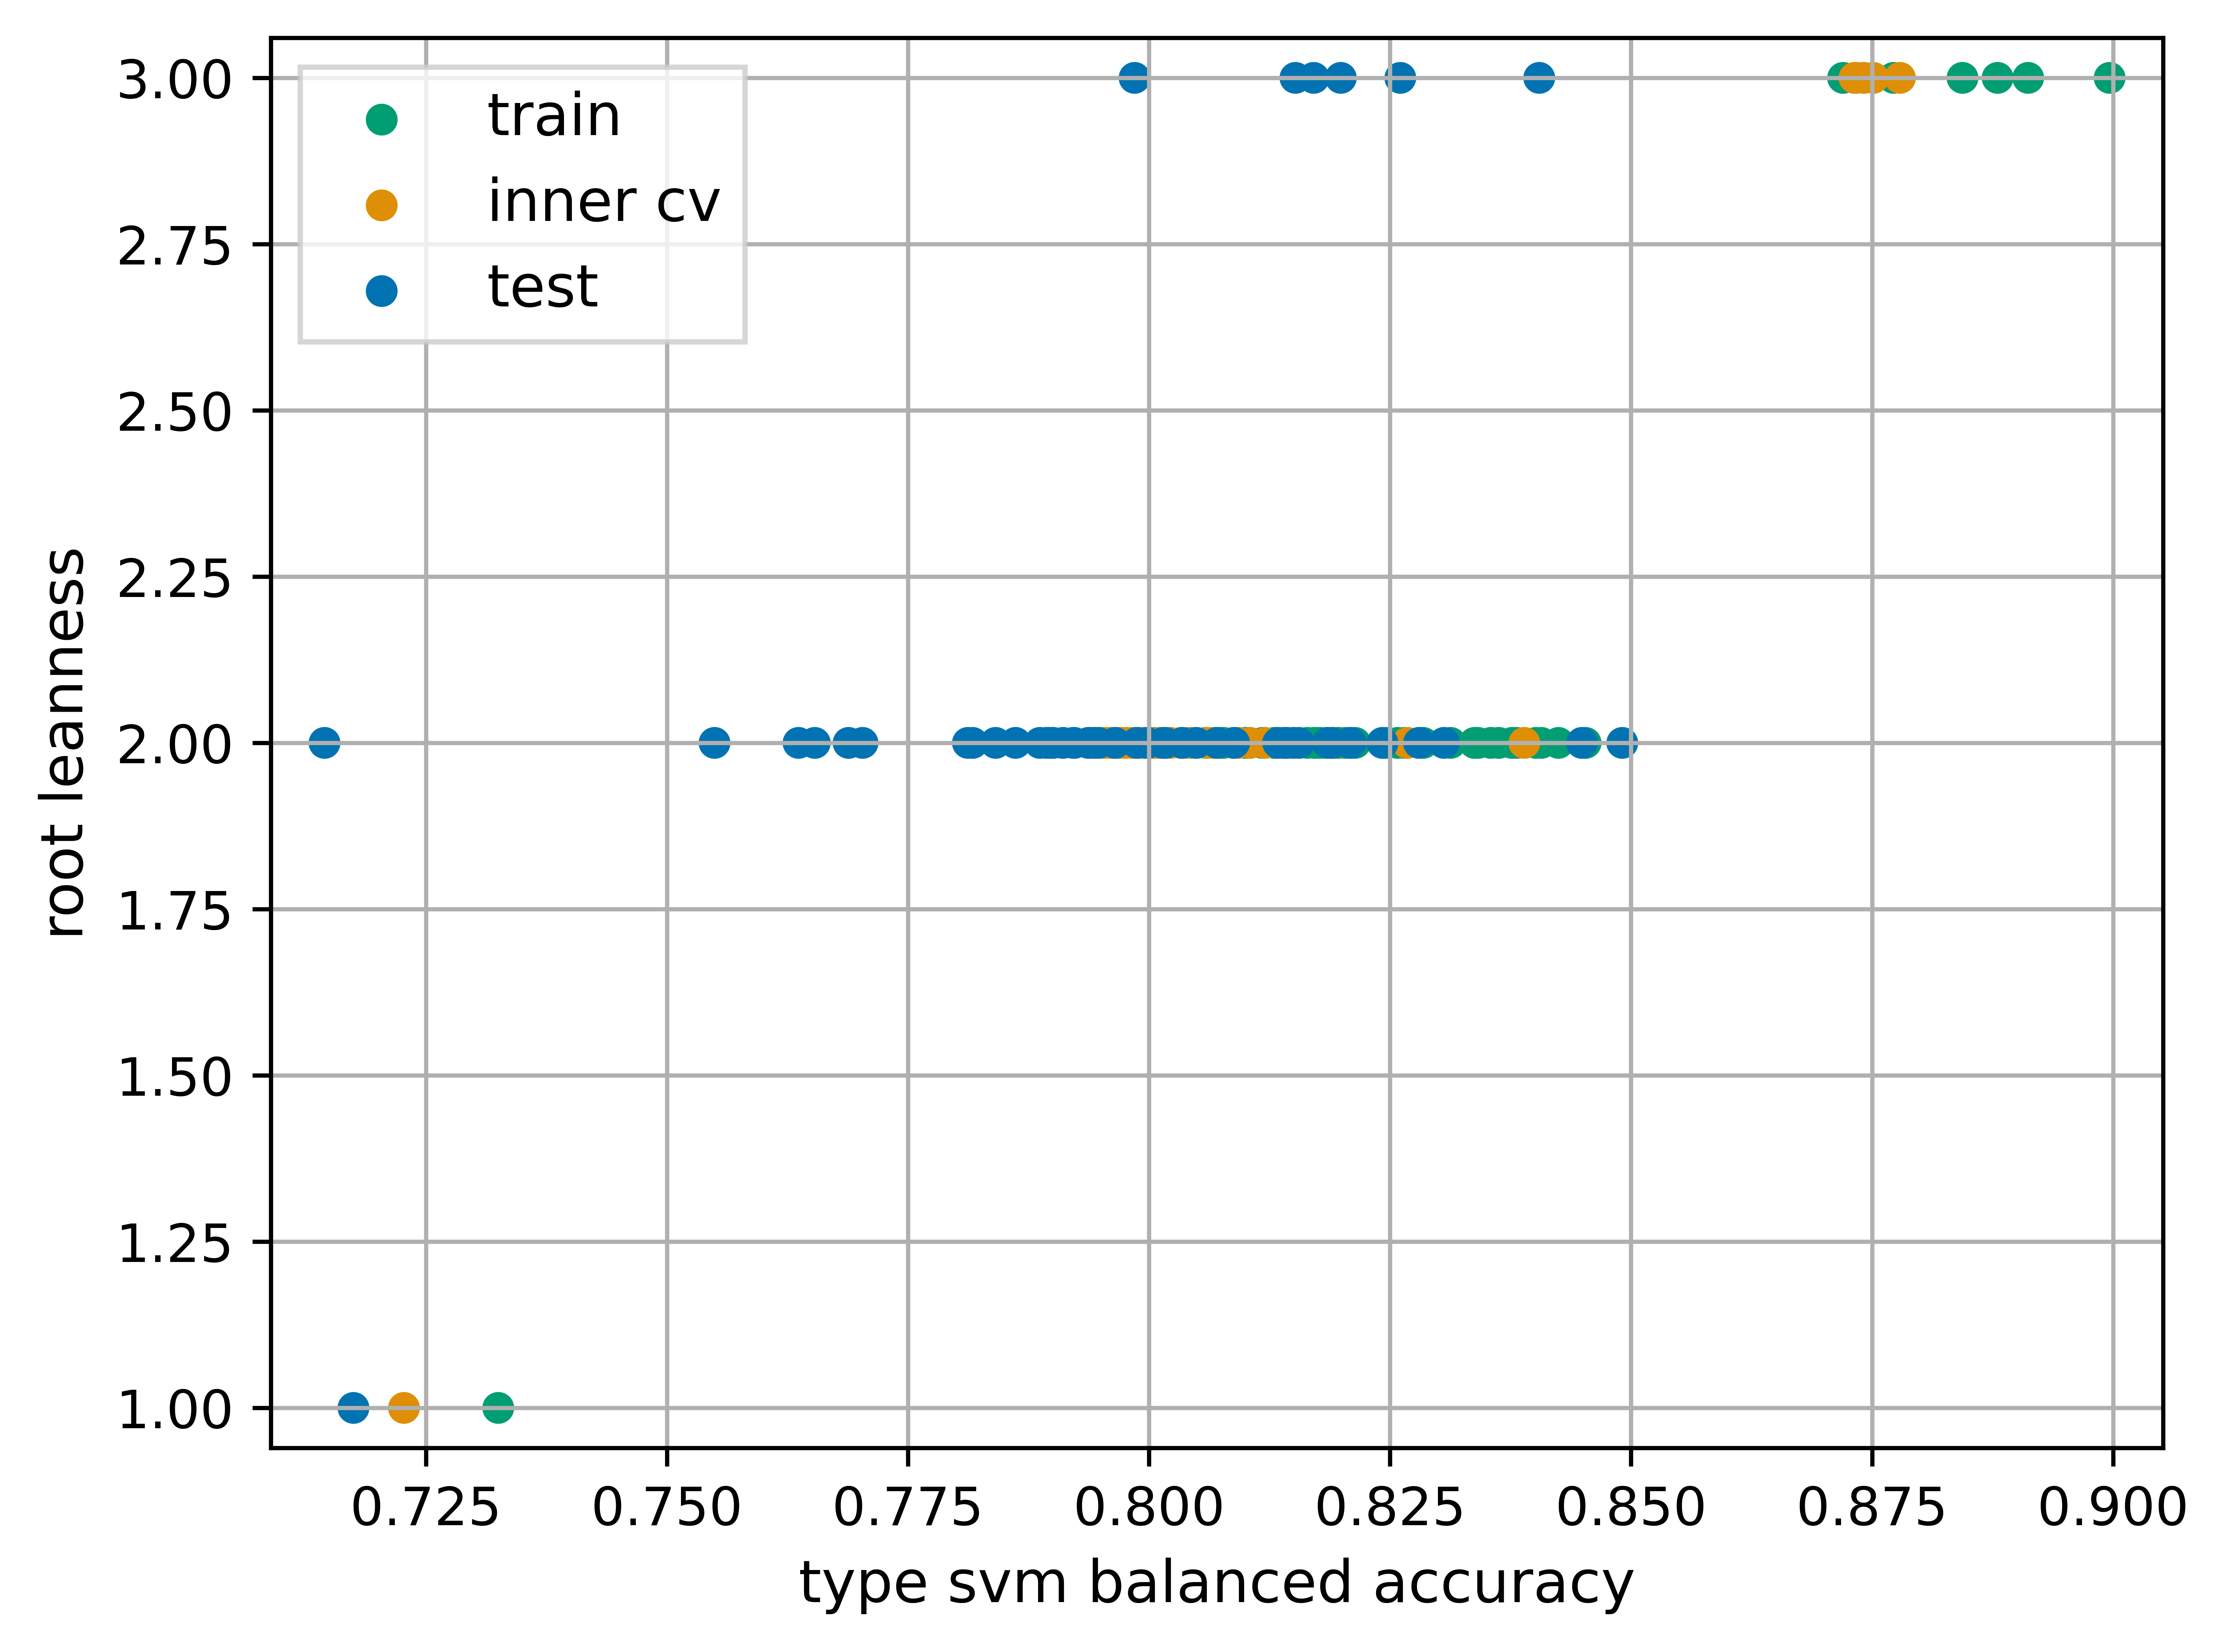 3.00
2.75
2.50
2.25
2.00
1.75
1.50
1.25
1.00
root leanness
train
inner cv
test
0.725 0.750 0.775 0.800 0.825 0.850 0.875 0.900
type svm balanced accuracy